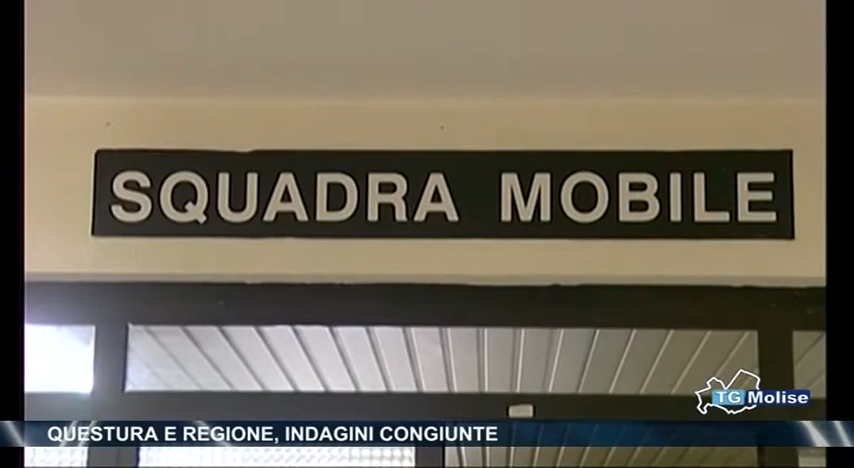 SQUADRA MOBILE
TG Molise
QUESTURA E REGIONE, INDAGINI CONGIUNTE